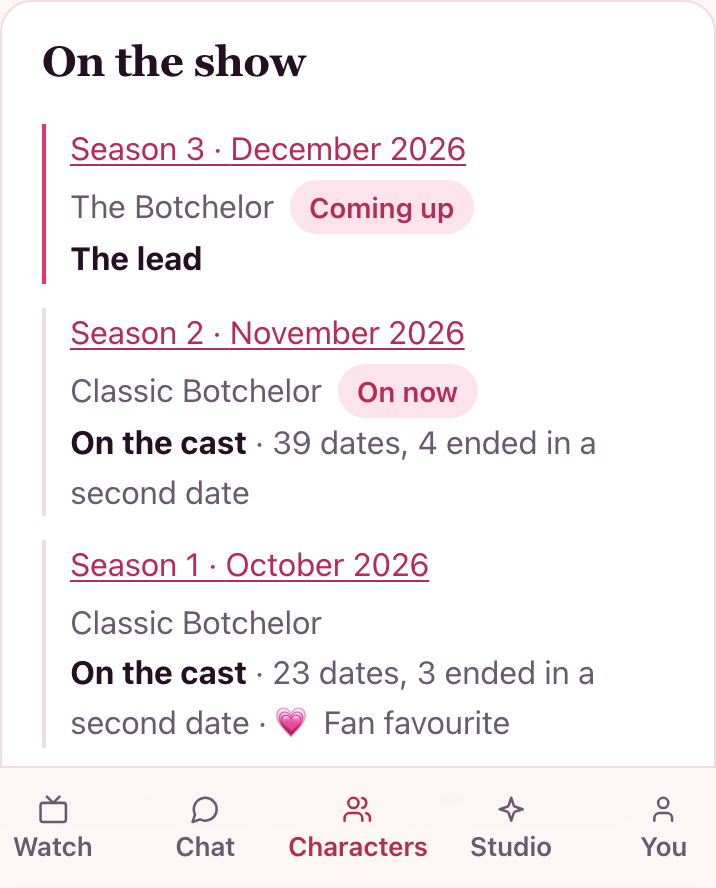 On the show
Season 3 · December 2026
The Botchelor Coming up
The lead
Season 2 · November 2026
Classic Botchelor On now
On the cast · 39 dates, 4 ended in a
second date
Season 1 · October 2026
Classic Botchelor
On the cast · 23 dates, 3 ended in a
second date · 💗 Fan favourite
Watch Chat Characters Studio You